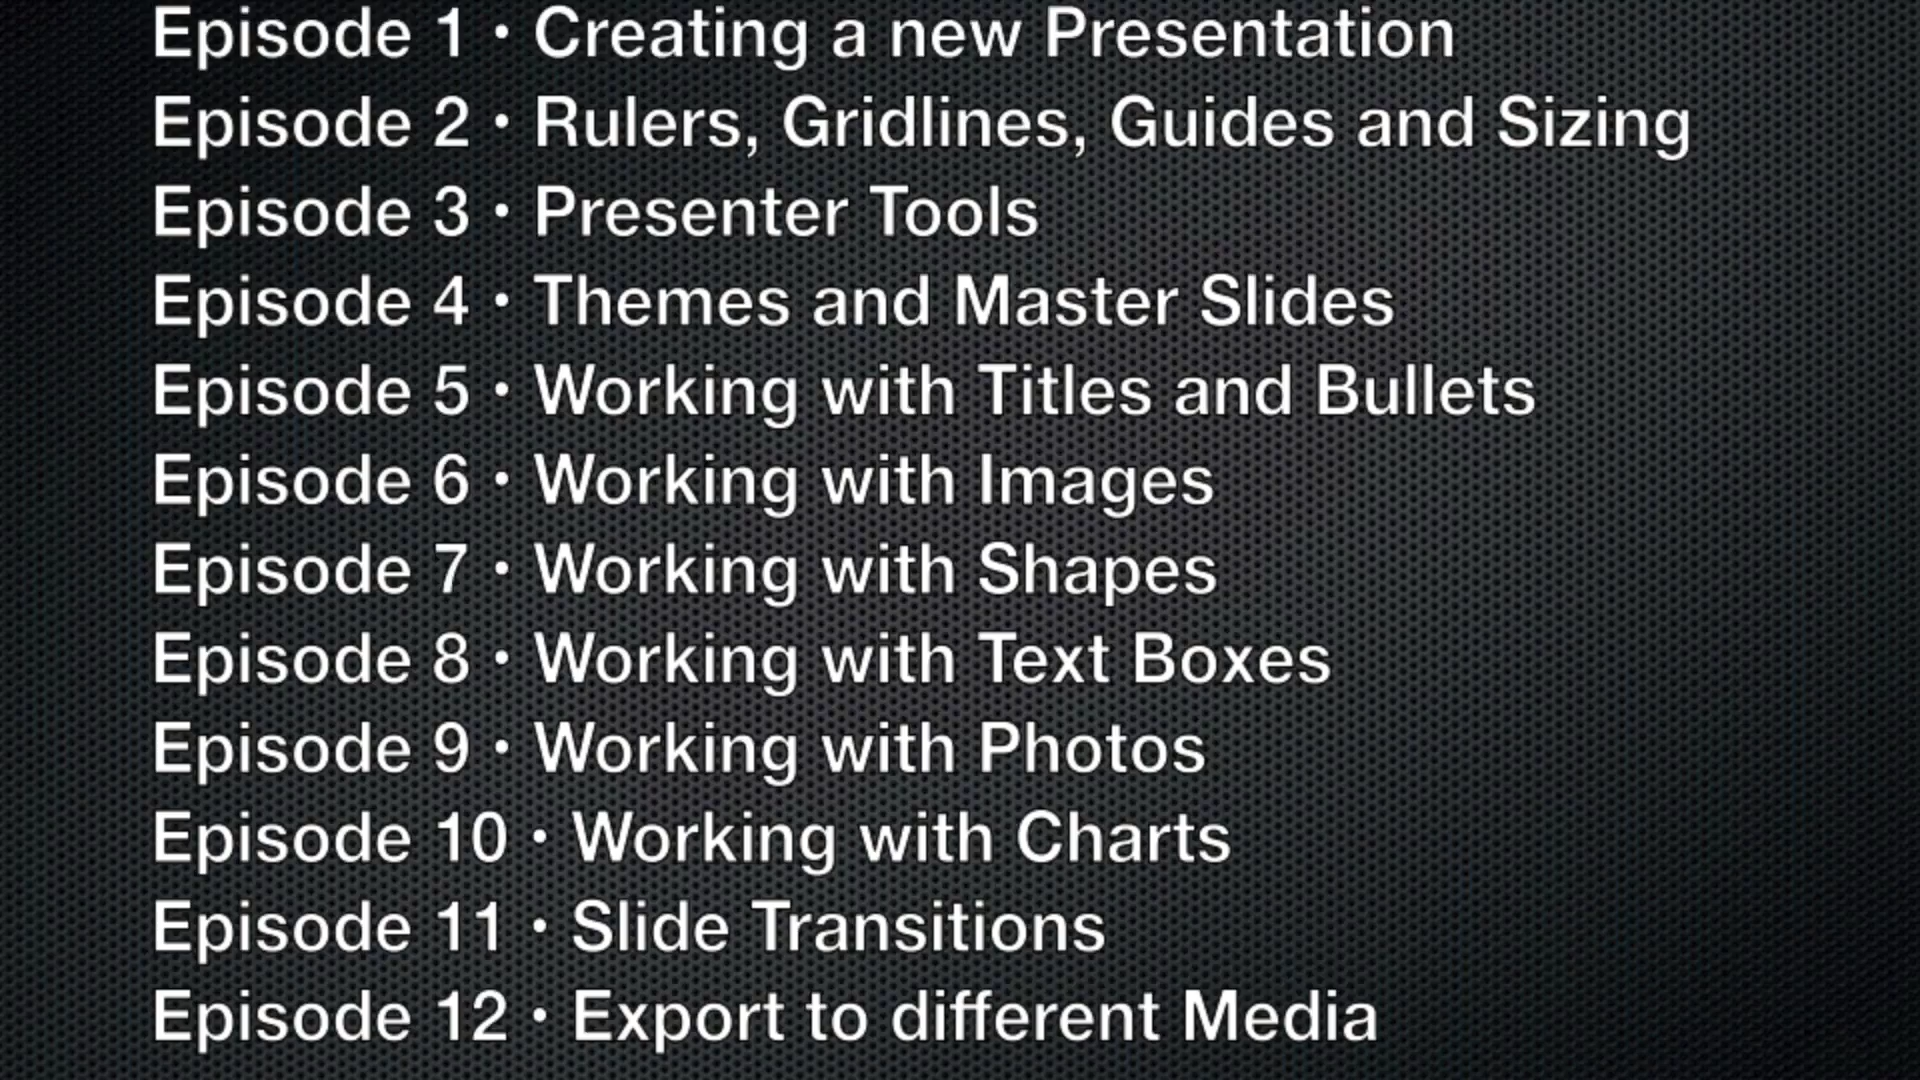 Episode 1 • Creating a new Presentation
Episode 2 • Rulers, Gridlines, Guides and Sizing
Episode 3 • Presenter Tools
Episode 4 • Themes and Master Slides
Episode 5 • Working with Titles and Bullets
Episode 6 • Working with Images
Episode 7 • Working with Shapes
Episode 8 • Working with Text Boxes
Episode 9 • Working with Photos
Episode 10 • Working with Charts
Episode 11 • Slide Transitions
Episode 12 • Export to different Media